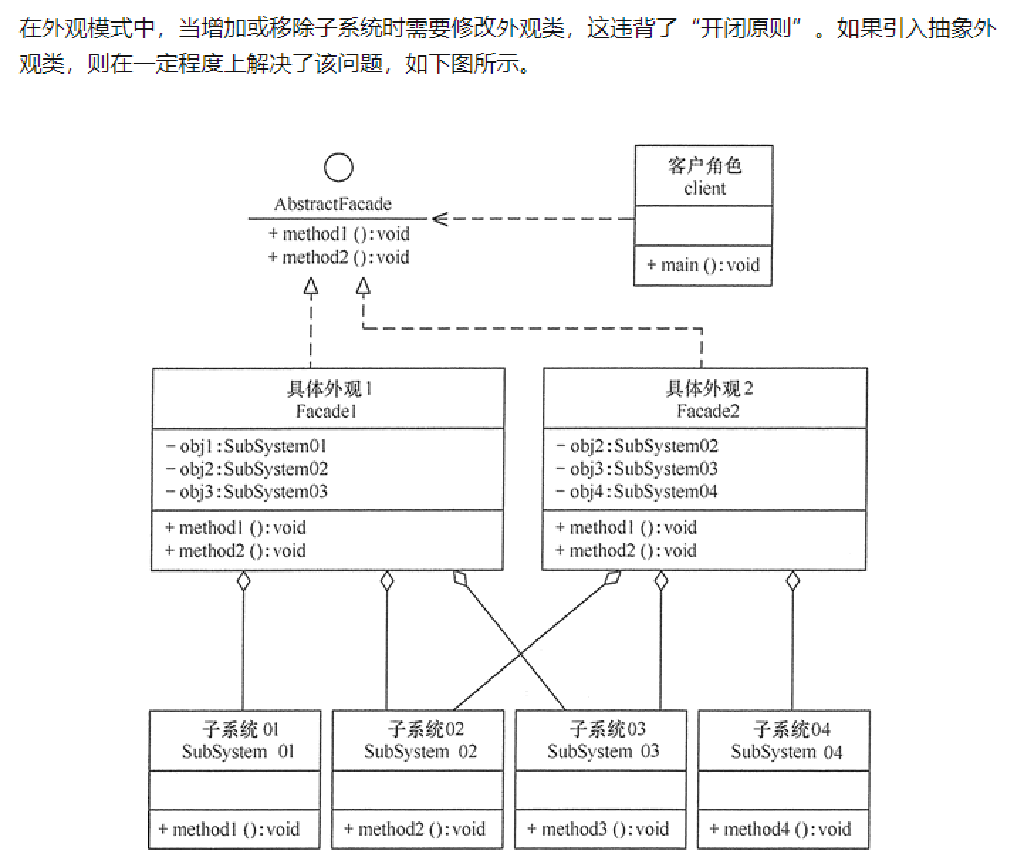 在外观模式中，当增加或移除子系统时需要修改外观类，这违背了“开闭原则”。如果引入抽象外
观类，则在一定程度上解决了该问题，如下图所示。
AbstractFacade
+ method1 ():void
+ method2 ():void
客户角色
client
+ main ():void
具体外观1
Facade1
- obj1:SubSystem01
- obj2:SubSystem02
- obj3:SubSystem03
+ method1 ():void
+ method2 ():void
具体外观2
Facade2
- obj2:SubSystem02
- obj3:SubSystem03
- obj4:SubSystem04
+ method1 ():void
+ method2 ():void
子系统 01
SubSystem 01
+ method1 ():void
子系统02
SubSystem 02
+ method2 ():void
子系统03
SubSystem 03
+ method3 ():void
子系统04
SubSystem 04
+ method4 ():void